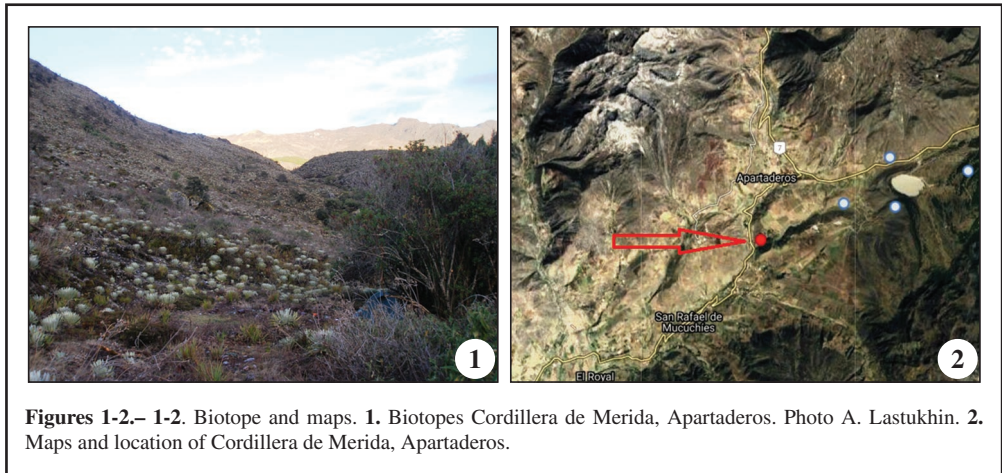 7
Apartaderos
San Rafael de
Mucuchíes
El Royal
1
2
Figures 1-2.– 1-2. Biotope and maps. 1. Biotopes Cordillera de Merida, Apartaderos. Photo A. Lastukhin. 2.
Maps and location of Cordillera de Merida, Apartaderos.